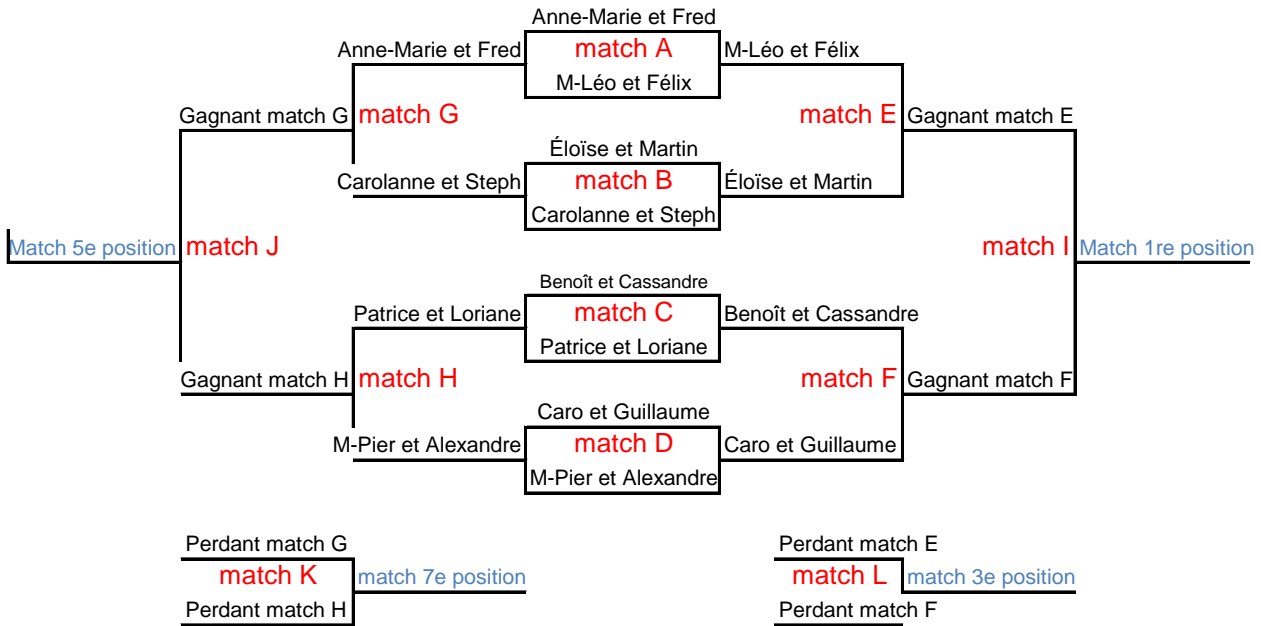 Anne-Marie et Fred
Anne-Marie et Fred match A M-Léo et Félix
M-Léo et Félix
Gagnant match G match G match E Gagnant match E
Éloïse et Martin
Carolanne et Steph match B Éloïse et Martin
Carolanne et Steph
Match 5e position match J match I Match 1re position
Benoît et Cassandre
Patrice et Loriane match C Benoît et Cassandre
Patrice et Loriane
Gagnant match H match H match F Gagnant match F
Caro et Guillaume
M-Pier et Alexandre match D Caro et Guillaume
M-Pier et Alexandre
Perdant match G Perdant match E
match K match 7e position match L match 3e position
Perdant match H Perdant match F